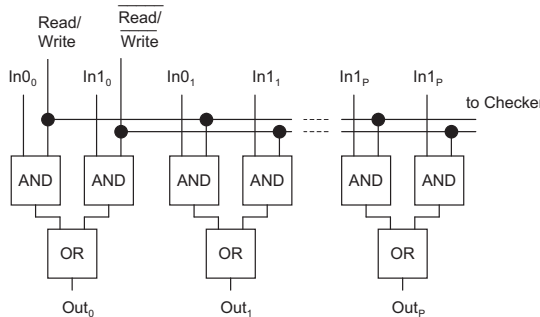 Read/
Write
Read/
Write
In0₀ In1₀ In0₁ In1₁ In1ₚ In1ₚ
to Checker
AND AND AND AND AND AND
OR OR OR
Out₀ Out₁ Outₚ